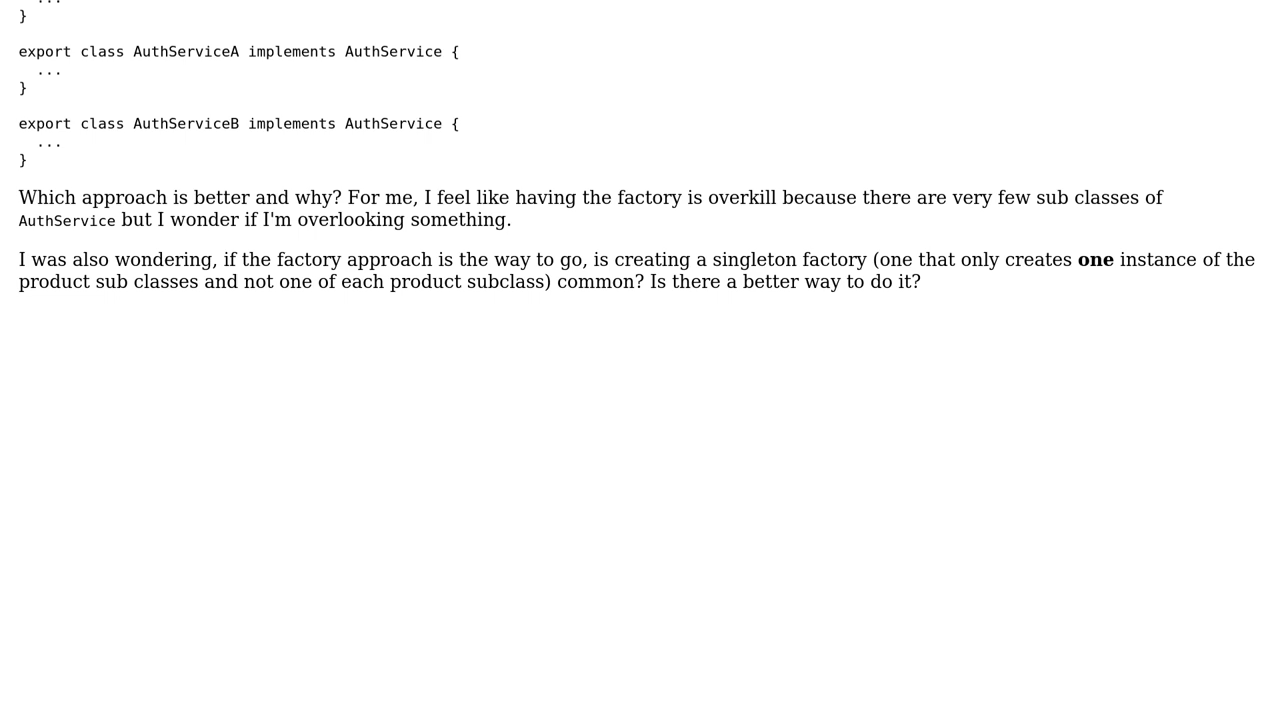 ...
}
export class AuthServiceA implements AuthService {
  ...
}
export class AuthServiceB implements AuthService {
  ...
}
Which approach is better and why? For me, I feel like having the factory is overkill because there are very few sub classes of
AuthService but I wonder if I'm overlooking something.
I was also wondering, if the factory approach is the way to go, is creating a singleton factory (one that only creates one instance of the
product sub classes and not one of each product subclass) common? Is there a better way to do it?